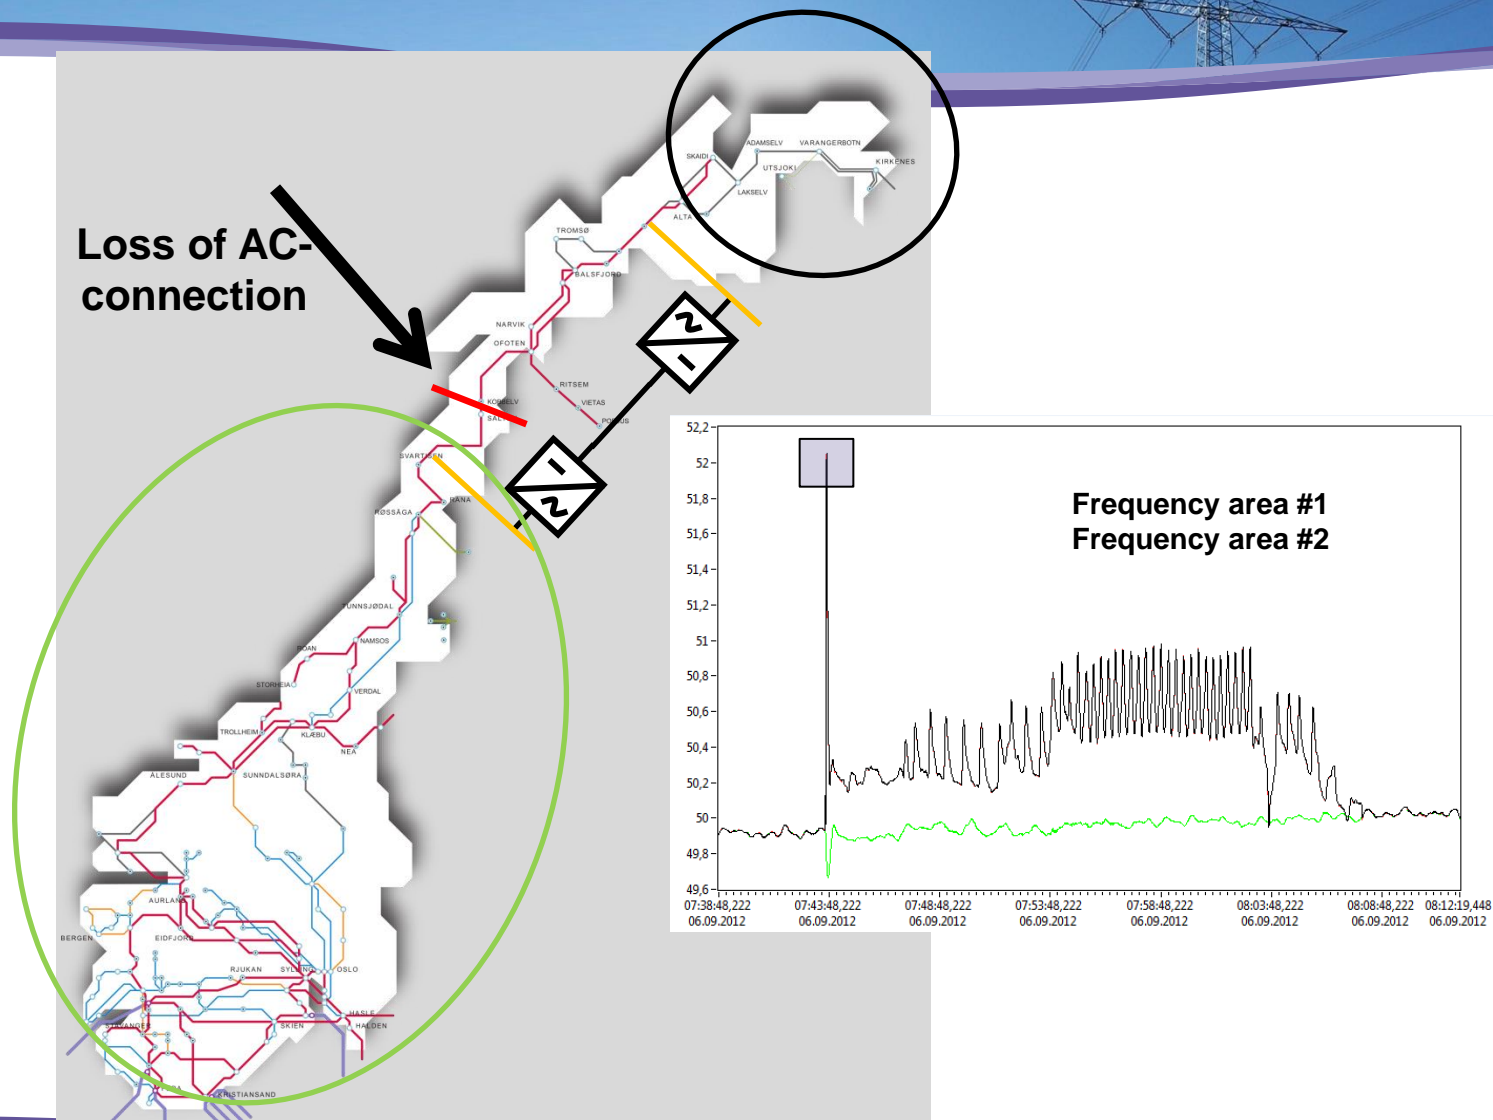 SKAIDI
ADAMSELV
VARANGERBOTN
UTSJOKI
KIRKENES
LAKSELV
ALTA
TROMSØ
BALSFJORD
Loss of AC-
connection
NARVIK
OFOTEN
RITSEM
VIETAS
KOBBELV
SVARTISEN
RANA
RØSSÅGA
TUNNSJØDAL
NAMSOS
ROAN
STORHEIA
VERDAL
TROLLHEIM
KLÆBU
NEA
ÅLESUND
SUNNDALSØRA
AURLAND
BERGEN
EIDFJORD
RJUKAN
SYLLING
OSLO
HASLE
HALDEN
STAVANGER
SKIEN
KRISTIANSAND
Frequency area #1
Frequency area #2
52,2
52
51,8
51,6
51,4
51,2
51
50,8
50,6
50,4
50,2
50
49,8
49,6
07:38:48,222 07:43:48,222 07:48:48,222 07:53:48,222 07:58:48,222 08:03:48,222 08:08:48,222 08:12:19,448
06.09.2012 06.09.2012 06.09.2012 06.09.2012 06.09.2012 06.09.2012 06.09.2012 06.09.2012